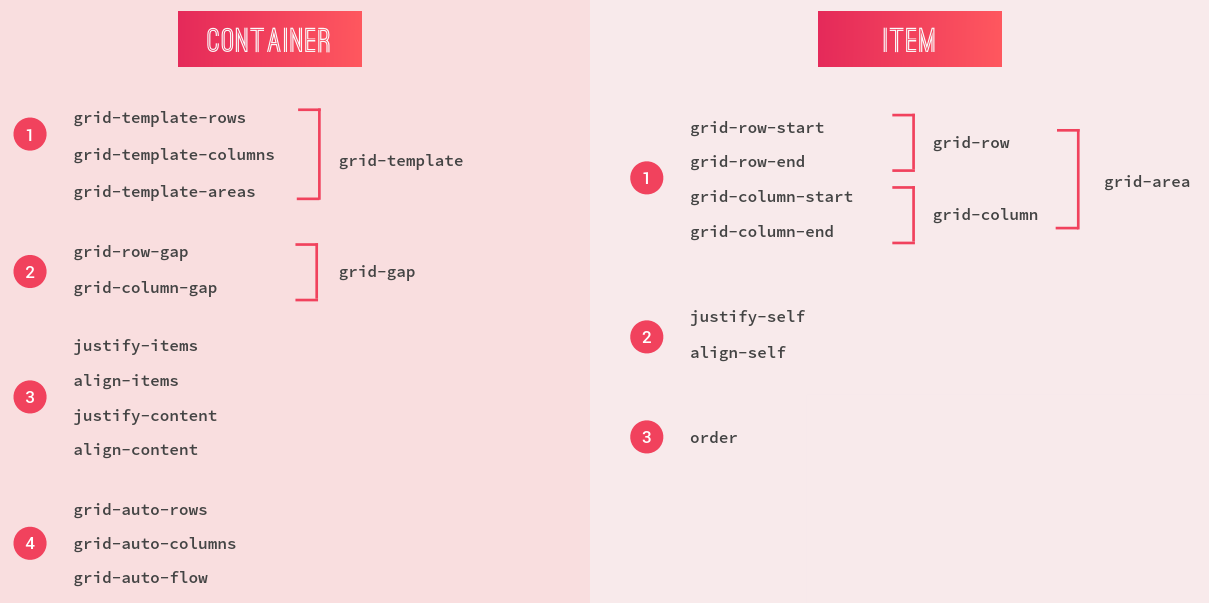 CONTAINER
1
grid-template-rows
grid-template-columns
grid-template-areas
grid-template
2
grid-row-gap
grid-column-gap
grid-gap
3
justify-items
align-items
justify-content
align-content
4
grid-auto-rows
grid-auto-columns
grid-auto-flow
ITEM
1
grid-row-start
grid-row-end
grid-row
grid-column-start
grid-column-end
grid-column
grid-area
2
justify-self
align-self
3
order